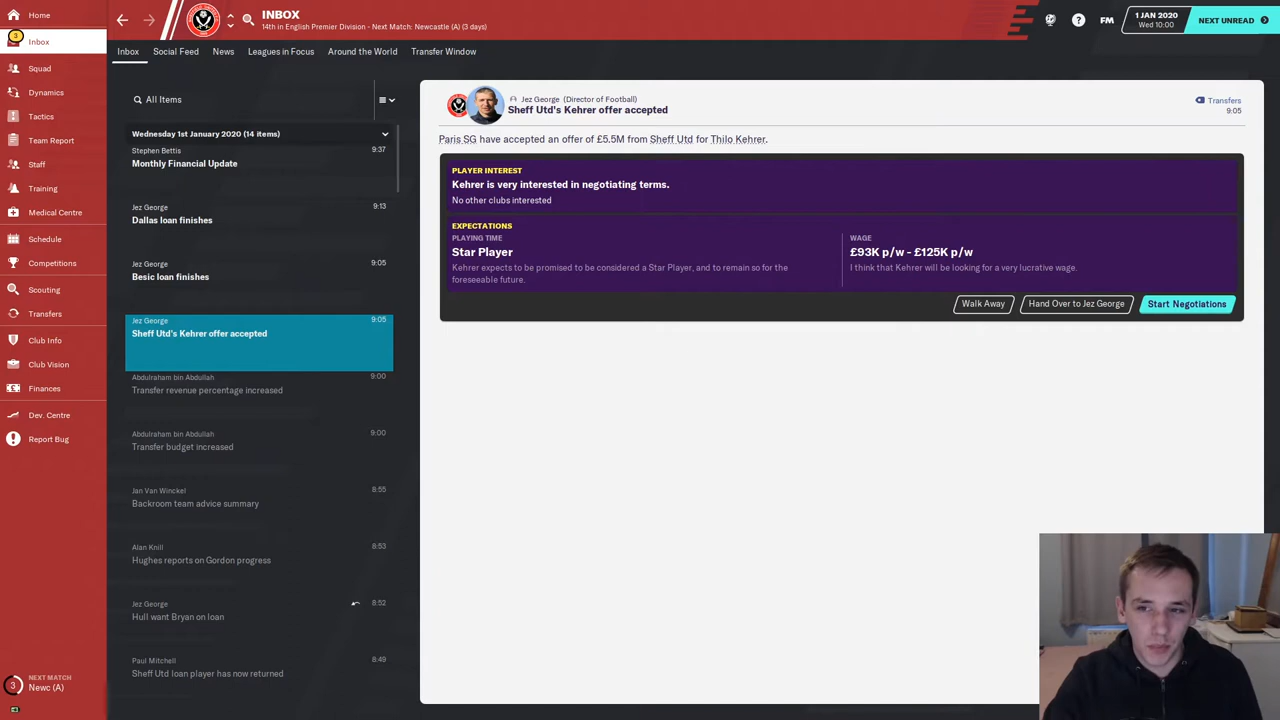 Home
3
Inbox
Squad
Dynamics
Tactics
Team Report
Staff
Training
Medical Centre
Schedule
Competitions
Scouting
Transfers
Club Info
Club Vision
Finances
Dev. Centre
Report Bug
NEXT MATCH
3
Newc (A)
INBOX
14th in English Premier Division - Next Match: Newcastle (A) (3 days)
?
FM
1 JAN 2020
Wed 10:00
NEXT UNREAD
Inbox
Social Feed
News
Leagues in Focus
Around the World
Transfer Window
All Items
Wednesday 1st January 2020 (14 items)
Stephen Bettis
9:37
Monthly Financial Update
Jez George
9:13
Dallas loan finishes
Jez George
9:05
Besic loan finishes
Jez George
9:05
Sheff Utd's Kehrer offer accepted
Abdulraham bin Abdullah
9:00
Transfer revenue percentage increased
Abdulraham bin Abdullah
9:00
Transfer budget increased
Jan Van Winckel
8:55
Backroom team advice summary
Alan Knill
8:53
Hughes reports on Gordon progress
Jez George
8:52
Hull want Bryan on loan
Paul Mitchell
8:49
Sheff Utd loan player has now returned
Jez George (Director of Football)
Sheff Utd's Kehrer offer accepted
Transfers
9:05
Paris SG have accepted an offer of £5.5M from Sheff Utd for Thilo Kehrer.
PLAYER INTEREST
Kehrer is very interested in negotiating terms.
No other clubs interested
EXPECTATIONS
PLAYING TIME
Star Player
Kehrer expects to be promised to be considered a Star Player, and to remain so for the
foreseeable future.
WAGE
£93K p/w - £125K p/w
I think that Kehrer will be looking for a very lucrative wage.
Walk Away
Hand Over to Jez George
Start Negotiations